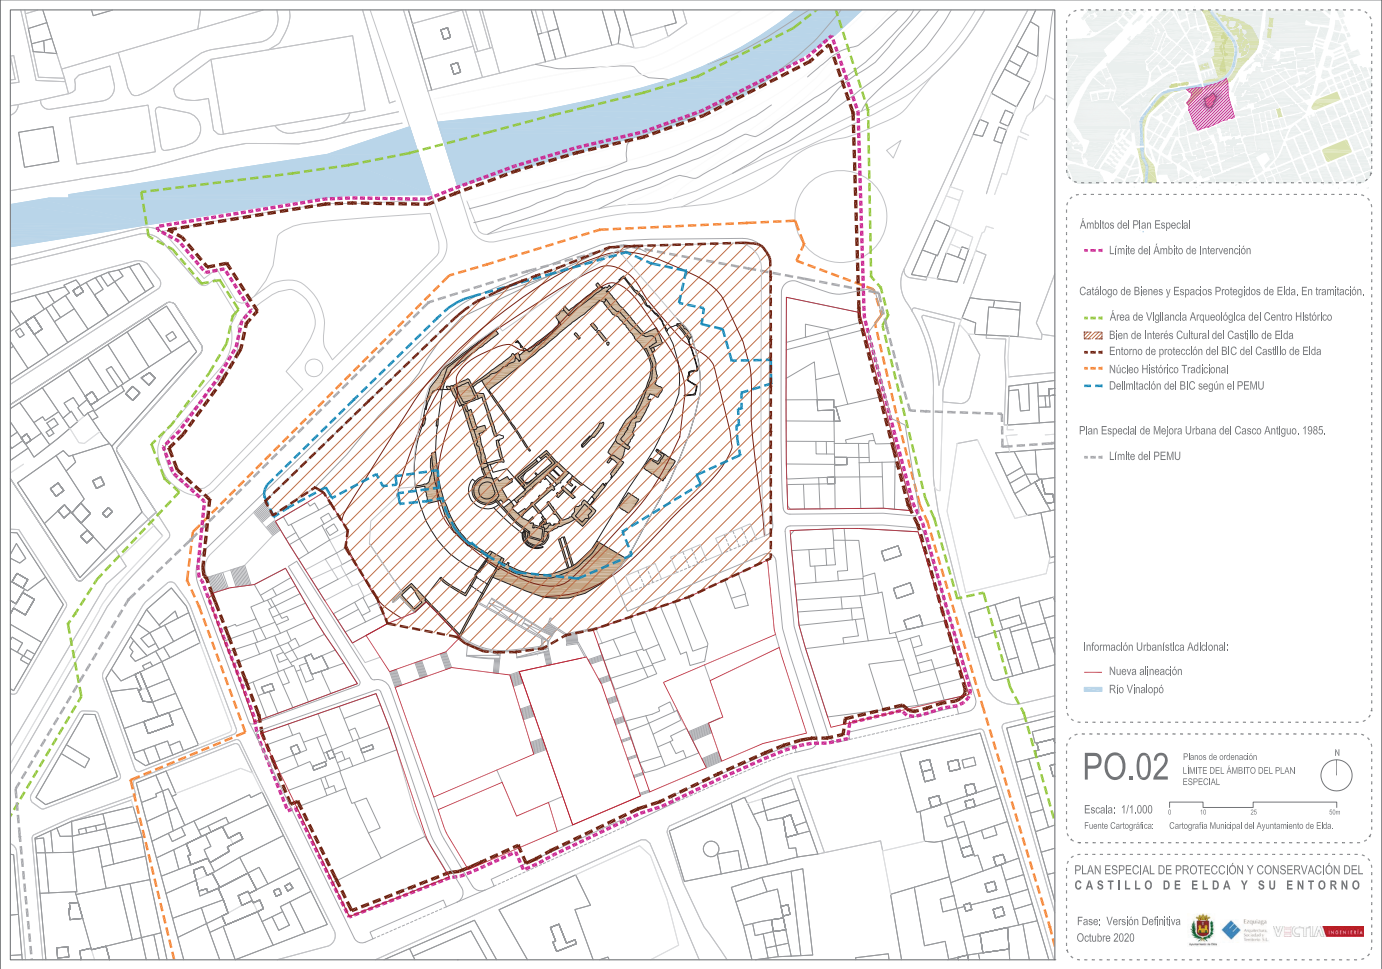 Ámbitos del Plan Especial
Límite del Ámbito de Intervención
Catálogo de Bienes y Espacios Protegidos de Elda. En tramitación.
Área de Vigilancia Arqueológica del Centro Histórico
Bien de Interés Cultural del Castillo de Elda
Entorno de protección del BIC del Castillo de Elda
Núcleo Histórico Tradicional
Delimitación del BIC según el PEMU
Plan Especial de Mejora Urbana del Casco Antiguo, 1985.
Límite del PEMU
Información Urbanística Adicional:
Nueva alineación
Río Vinalopó
PO.02
Planos de ordenación
LÍMITE DEL ÁMBITO DEL PLAN
ESPECIAL
N
Escala: 1/1.000
0 10 25 50m
Fuente Cartográfica: Cartografía Municipal del Ayuntamiento de Elda.
PLAN ESPECIAL DE PROTECCIÓN Y CONSERVACIÓN DEL
CASTILLO DE ELDA Y SU ENTORNO
Fase: Versión Definitiva
Octubre 2020
VECTIA INGENIERÍA